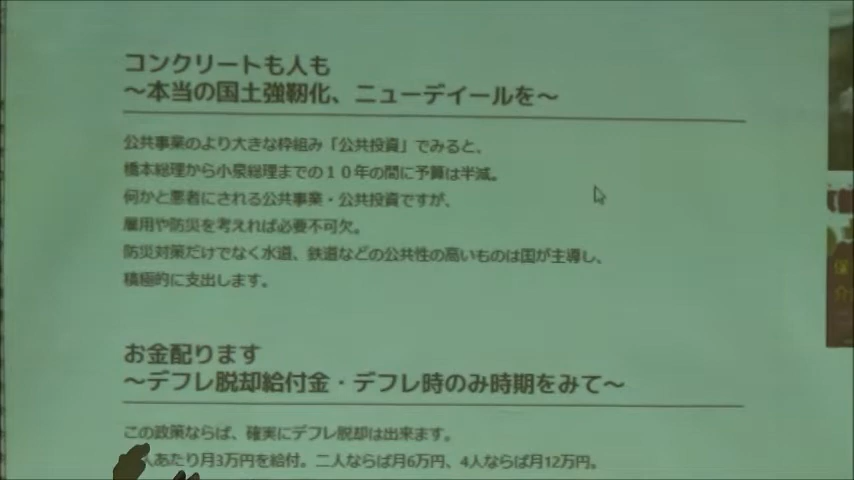 コンクリートも人も
～本当の国土強靭化、ニューデイールを～
公共事業のより大きな枠組み「公共投資」でみると、
橋本総理から小泉総理までの１０年の間に予算は半減。
何かと悪者にされる公共事業・公共投資ですが、
雇用や防災を考えれば必要不可欠。
防災対策だけでなく水道、鉄道などの公共性の高いものは国が主導し、
積極的に支出します。
お金配ります
～デフレ脱却給付金・デフレ時のみ時期をみて～
この政策ならば、確実にデフレ脱却は出来ます。
人あたり月3万円を給付。二人ならば月6万円、4人ならば月12万円。